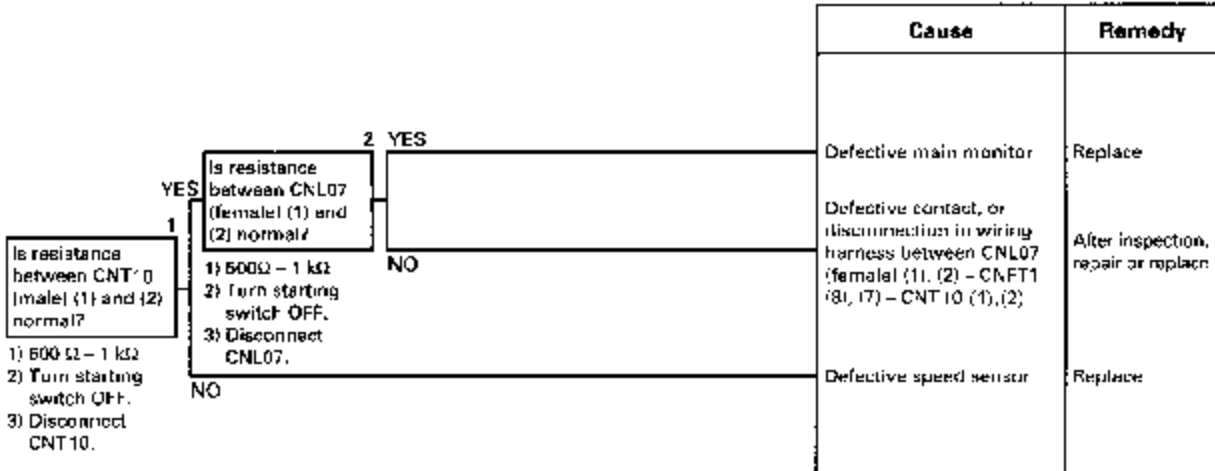 Cause
Remedy
2 YES
Is resistance
between CNL07
(female) (1) and
(2) normal?
YES
1
Is resistance
between CNT10
(male) (1) and (2)
normal?
1) 500Ω – 1 kΩ
2) Turn starting
switch OFF.
3) Disconnect
CNL07.
NO
1) 500 Ω – 1 kΩ
2) Turn starting
switch OFF.
3) Disconnect
CNT10.
NO
Defective main monitor
Replace
Defective contact, or
disconnection in wiring
harness between CNL07
(female) (1), (2) – CNFT1
(8), (7) – CNT10 (1), (2)
After inspection,
repair or replace
Defective speed sensor
Replace